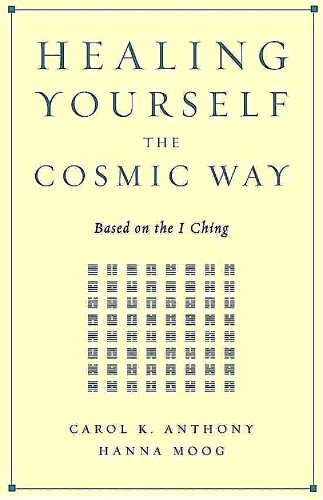 HEALING
YOURSELF
THE
COSMIC WAY
Based on the I Ching
CAROL K. ANTHONY
HANNA MOOG